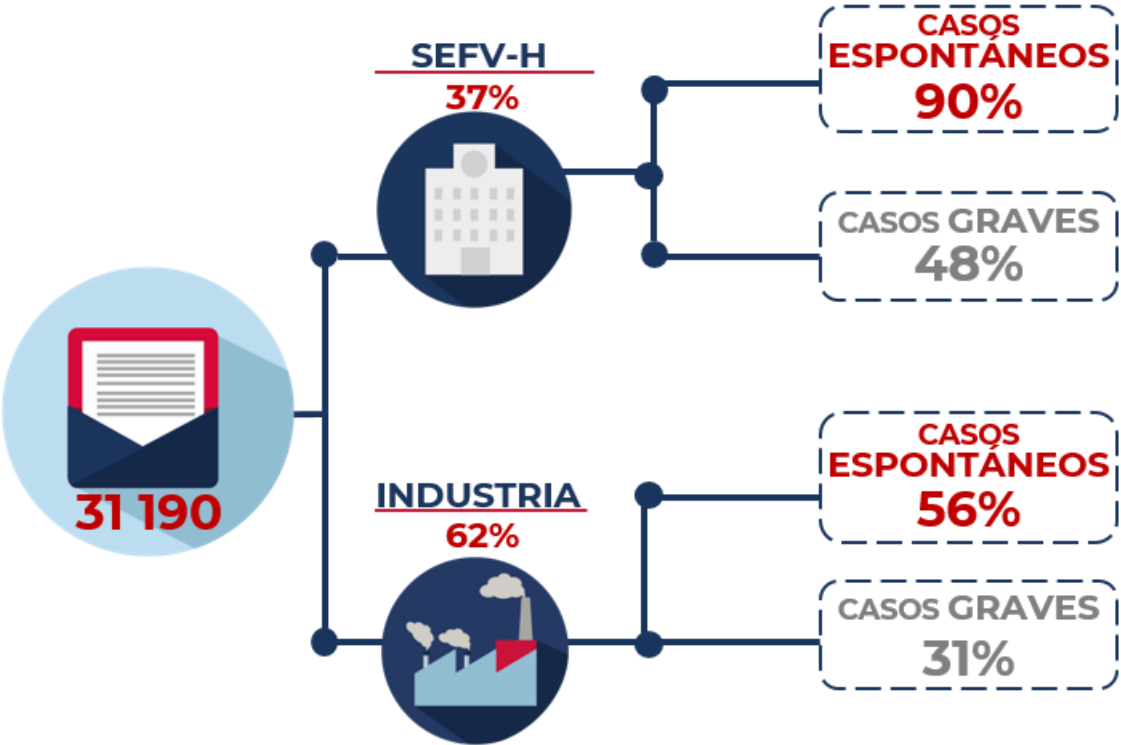 31 190
SEFV-H
37%
CASOS
ESPONTÁNEOS
90%
CASOS GRAVES
48%
INDUSTRIA
62%
CASOS
ESPONTÁNEOS
56%
CASOS GRAVES
31%